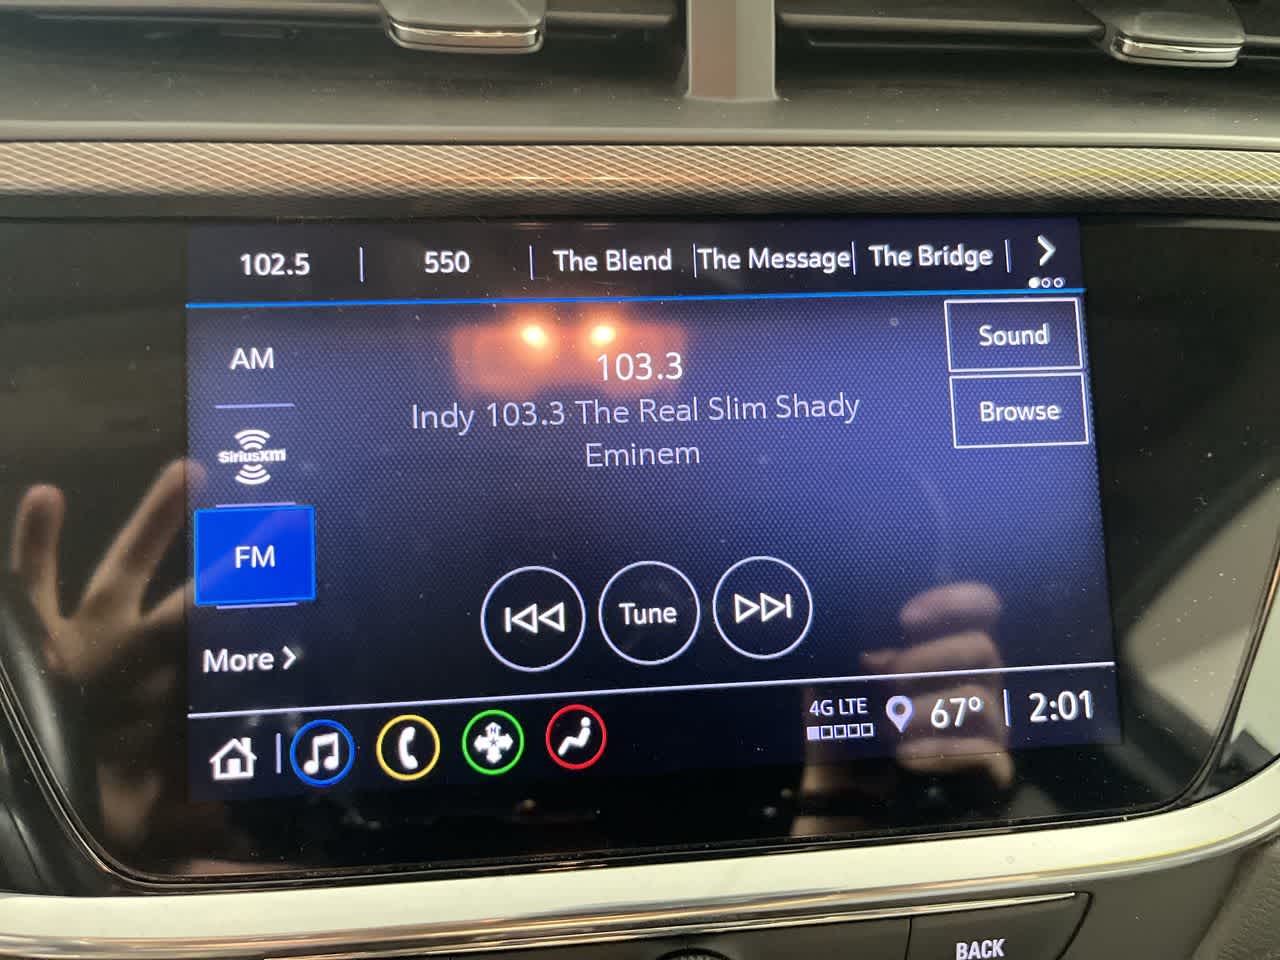 102.5 | 550 | The Blend | The Message | The Bridge |
Sound
AM
103.3
Browse
Indy 103.3 The Real Slim Shady
Eminem
SiriusXM
FM
Tune
More
4G LTE
67° | 2:01
BACK